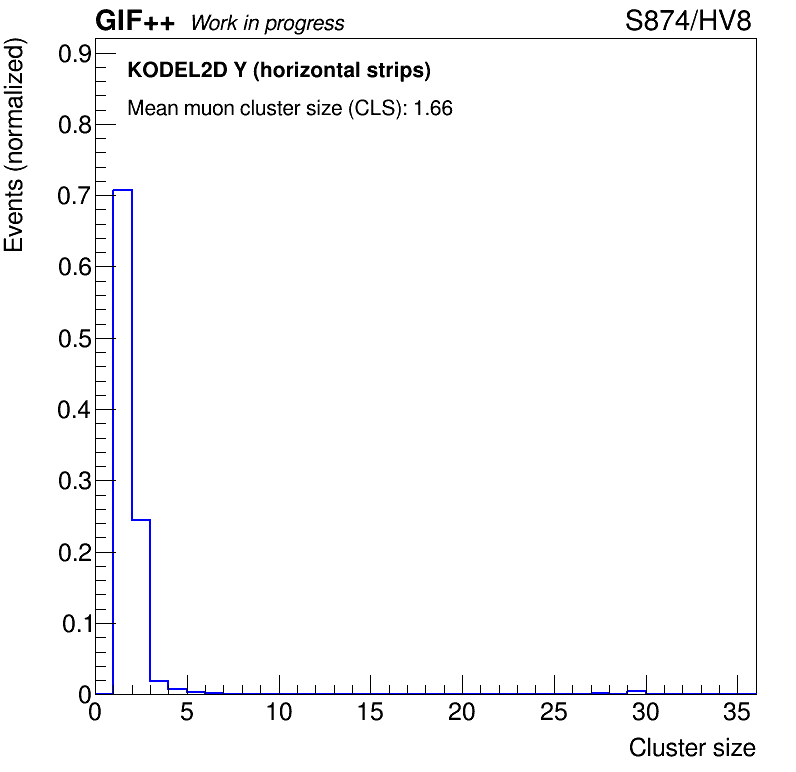 GIF++ Work in progress S874/HV8
Events (normalized)
KODEL2D Y (horizontal strips)
Mean muon cluster size (CLS): 1.66
0.9
0.8
0.7
0.6
0.5
0.4
0.3
0.2
0.1
0
0 5 10 15 20 25 30 35
Cluster size